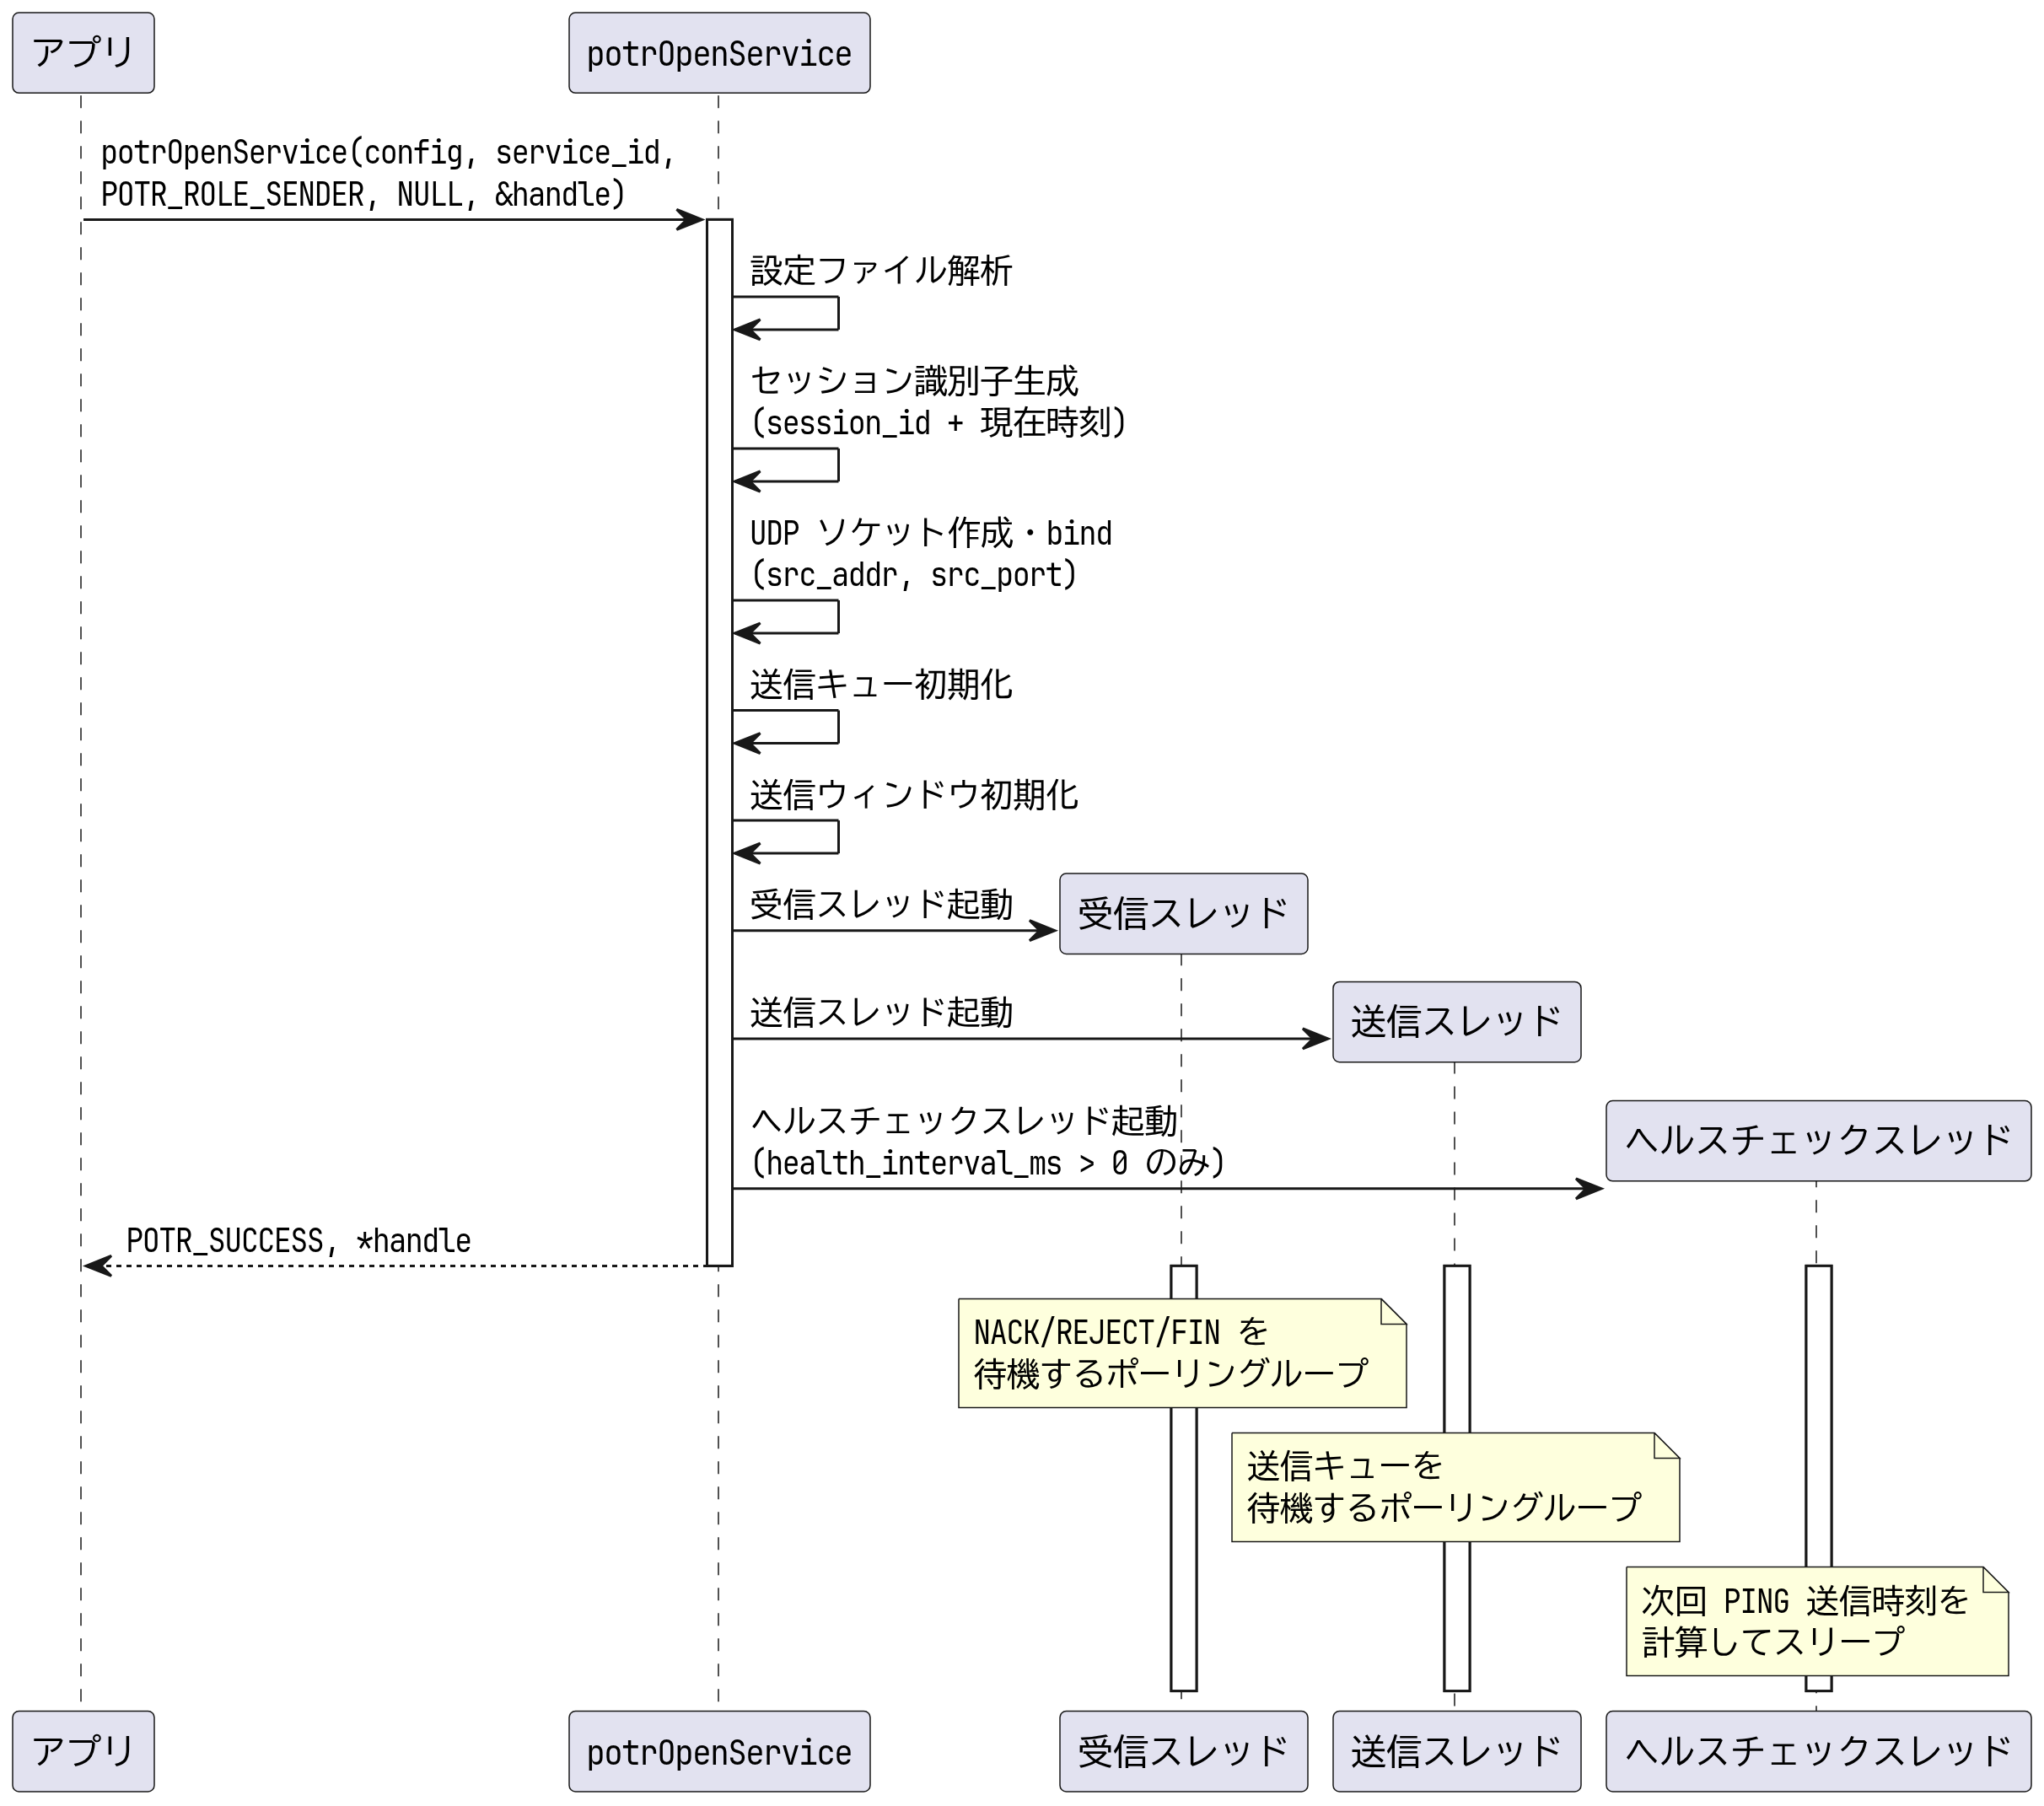 アプリ
potrOpenService
potrOpenService(config, service_id,
POTR_ROLE_SENDER, NULL, &handle)
設定ファイル解析
セッション識別子生成
(session_id + 現在時刻)
UDP ソケット作成・bind
(src_addr, src_port)
送信キュー初期化
送信ウィンドウ初期化
受信スレッド起動
受信スレッド
送信スレッド起動
送信スレッド
ヘルスチェックスレッド起動
(health_interval_ms > 0 のみ)
ヘルスチェックスレッド
POTR_SUCCESS, *handle
NACK/REJECT/FIN を
待機するポーリングループ
送信キューを
待機するポーリングループ
次回 PING 送信時刻を
計算してスリープ
アプリ
potrOpenService
受信スレッド
送信スレッド
ヘルスチェックスレッド